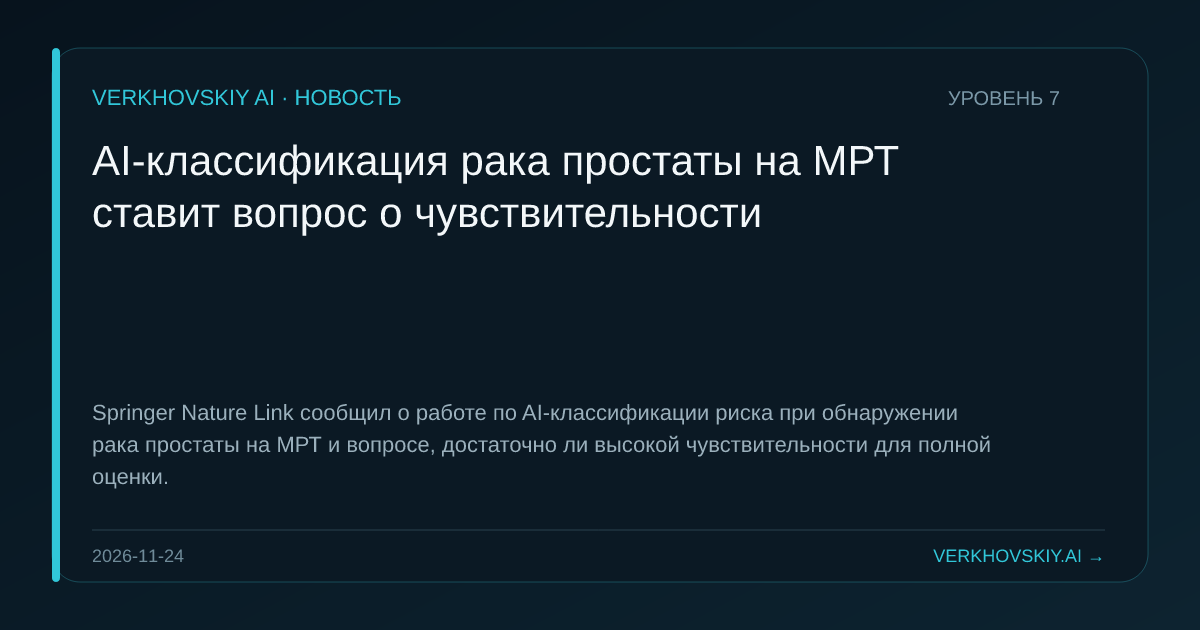 VERKHOVSKIY AI · НОВОСТЬ
УРОВЕНЬ 7
AI-классификация рака простаты на МРТ
ставит вопрос о чувствительности
Springer Nature Link сообщил о работе по AI-классификации риска при обнаружении
рака простаты на МРТ и вопросе, достаточно ли высокой чувствительности для полной
оценки.
2026-11-24
VERKHOVSKIY.AI →